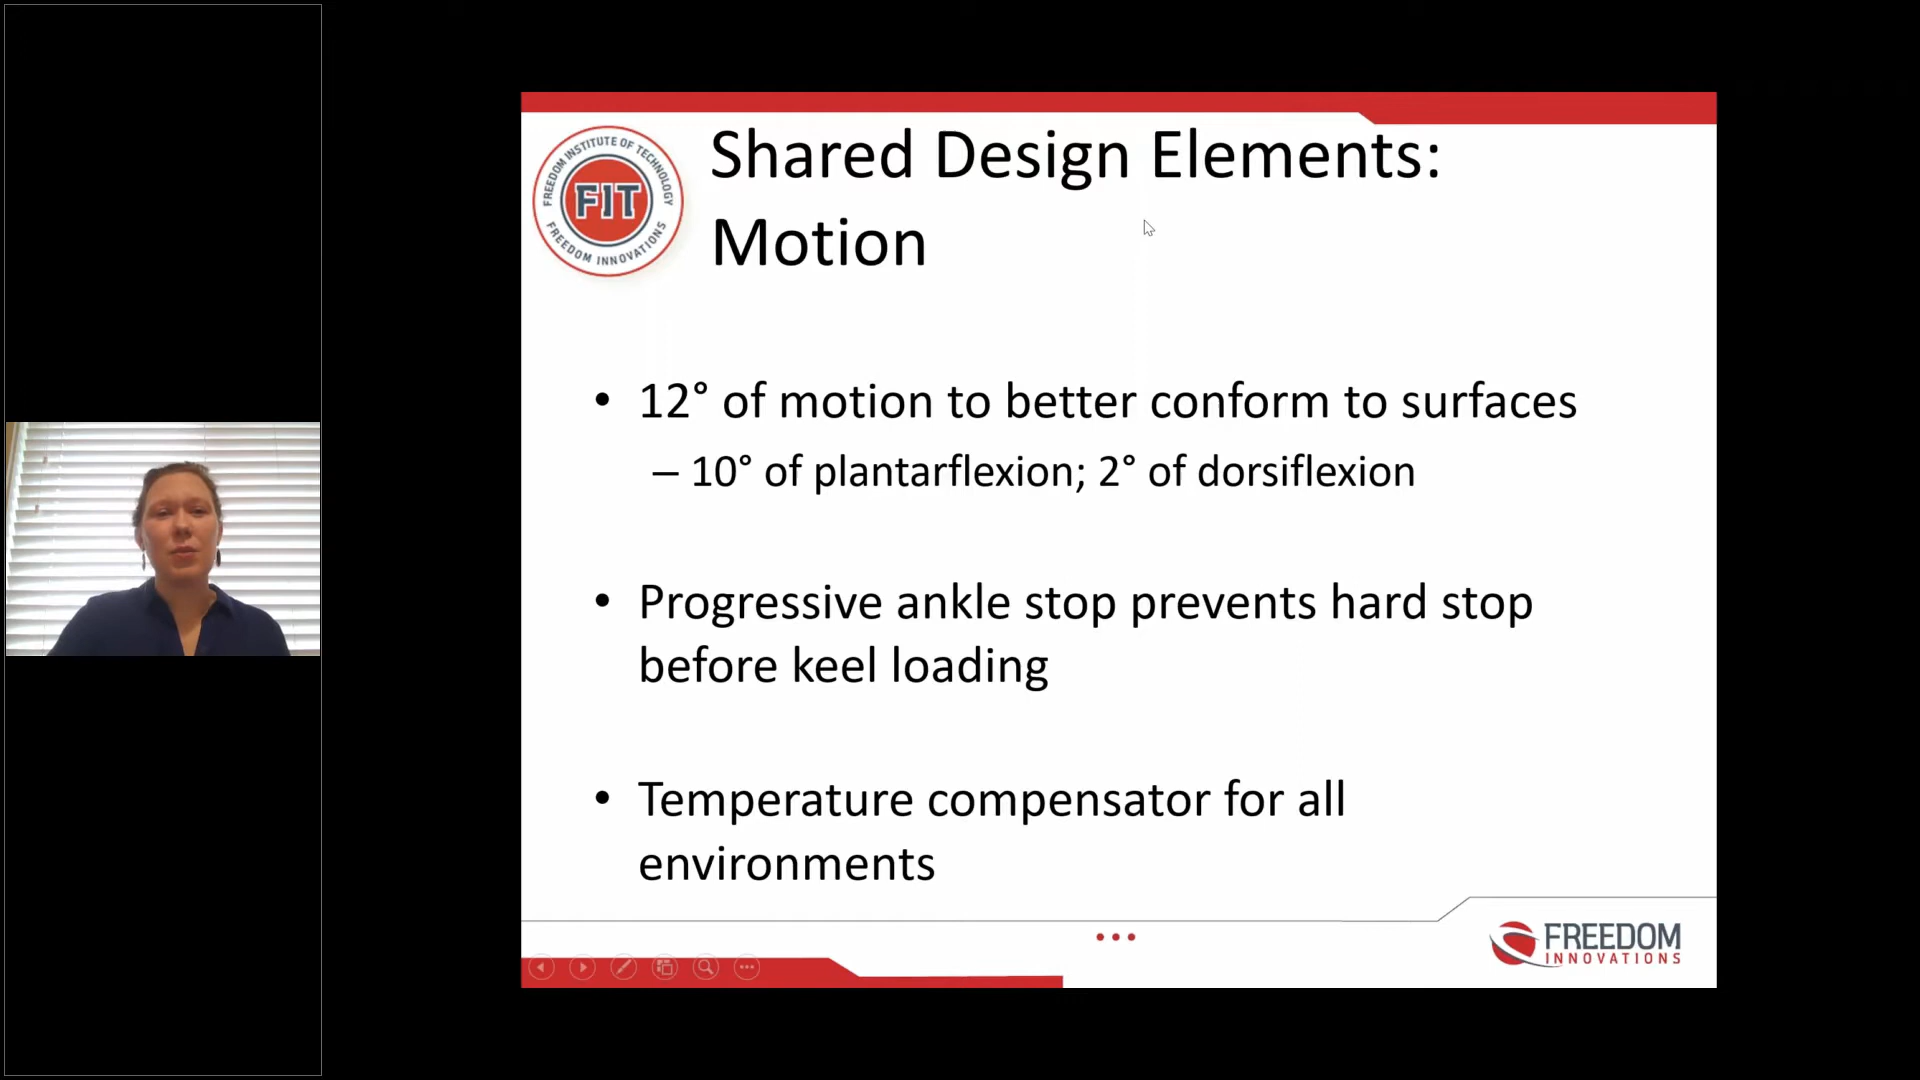 Shared Design Elements:
Motion
FREEDOM INSTITUTE OF TECHNOLOGY
FIT
FREEDOM INNOVATIONS
• 12° of motion to better conform to surfaces
– 10° of plantarflexion; 2° of dorsiflexion
• Progressive ankle stop prevents hard stop
before keel loading
• Temperature compensator for all
environments
FREEDOM
INNOVATIONS